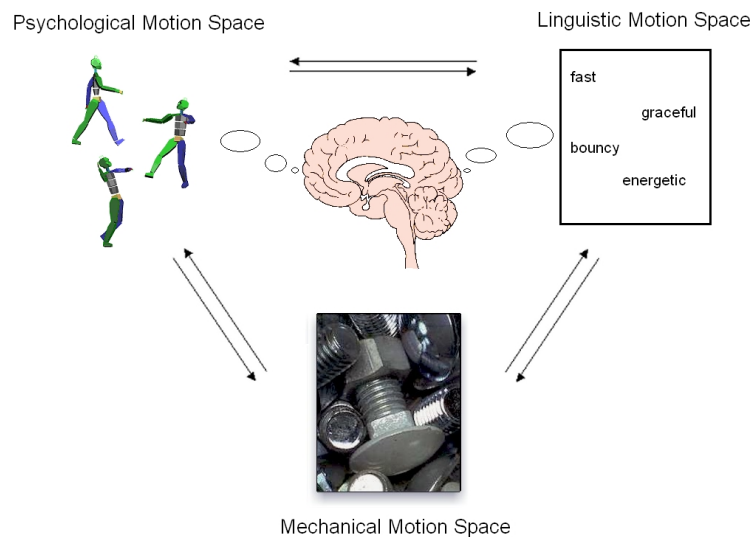 Psychological Motion Space
Linguistic Motion Space
fast
graceful
bouncy
energetic
Mechanical Motion Space